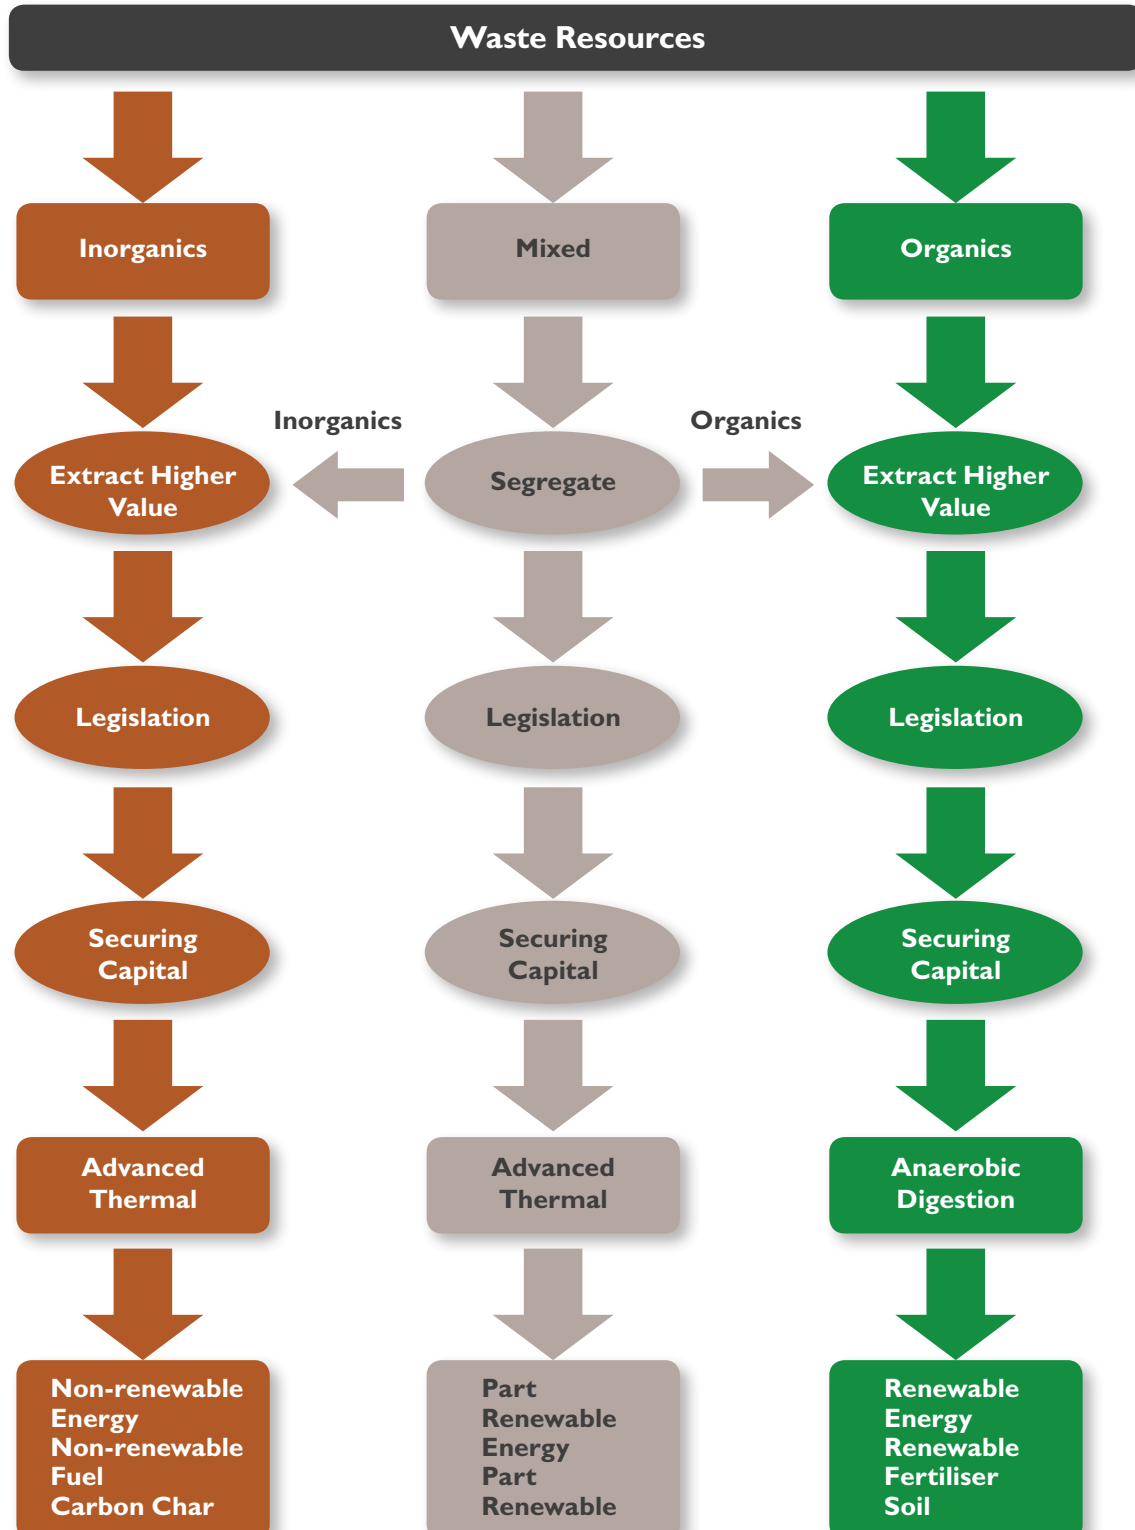 Waste Resources
Inorganics
Mixed
Organics
Inorganics
Organics
Extract Higher
Value
Segregate
Extract Higher
Value
Legislation
Legislation
Legislation
Securing
Capital
Securing
Capital
Securing
Capital
Advanced
Thermal
Advanced
Thermal
Anaerobic
Digestion
Non-renewable
Energy
Non-renewable
Fuel
Carbon Char
Part
Renewable
Energy
Part
Renewable
Renewable
Energy
Renewable
Fertiliser
Soil